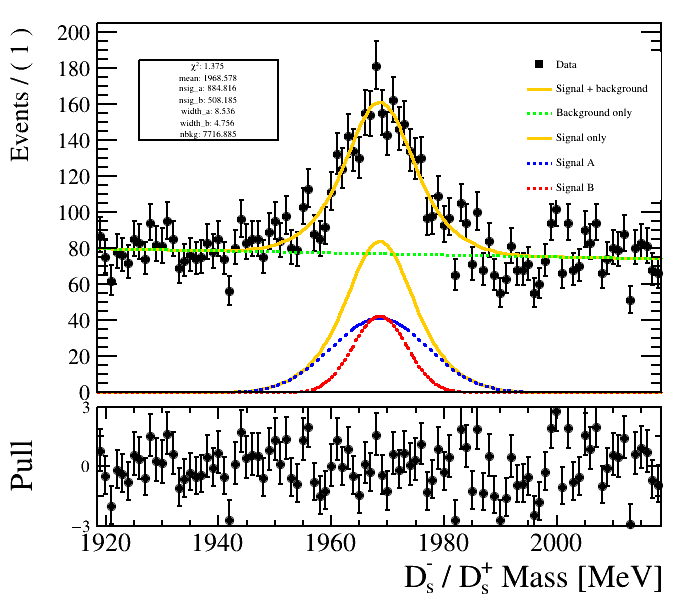 Events / ( 1 )
200
180
160
140
120
100
80
60
40
20
0
χ²: 1.375
mean: 1968.578
nsig_a: 884.816
nsig_b: 508.185
width_a: 8.536
width_b: 4.756
nbkg: 7716.885
Data
Signal + background
Background only
Signal only
Signal A
Signal B
Pull
3
0
−3
1920
1940
1960
1980
2000
D⁻ₛ / D⁺ₛ Mass [MeV]